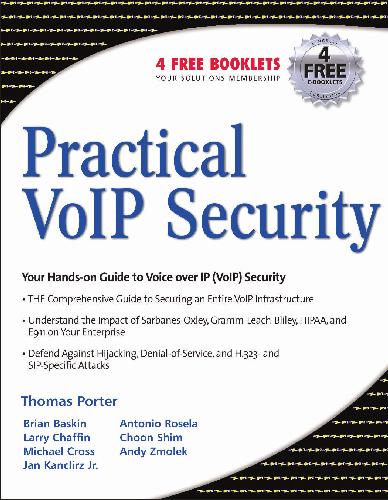 4 FREE BOOKLETS
YOUR SOLUTIONS MEMBERSHIP
4
FREE
E-BOOKLETS
Practical
VoIP Security
Your Hands-on Guide to Voice over IP (VoIP) Security
• THE Comprehensive Guide to Securing an Entire VoIP Infrastructure
• Understand the Impact of Sarbanes Oxley, Gramm Leach Bliley, HIPAA, and
E911 on Your Enterprise
• Defend Against Hijacking, Denial-of-Service, and H.323- and
SIP-Specific Attacks
Thomas Porter
Brian Baskin
Larry Chaffin
Michael Cross
Jan Kanclirz Jr.
Antonio Rosela
Choon Shim
Andy Zmolek